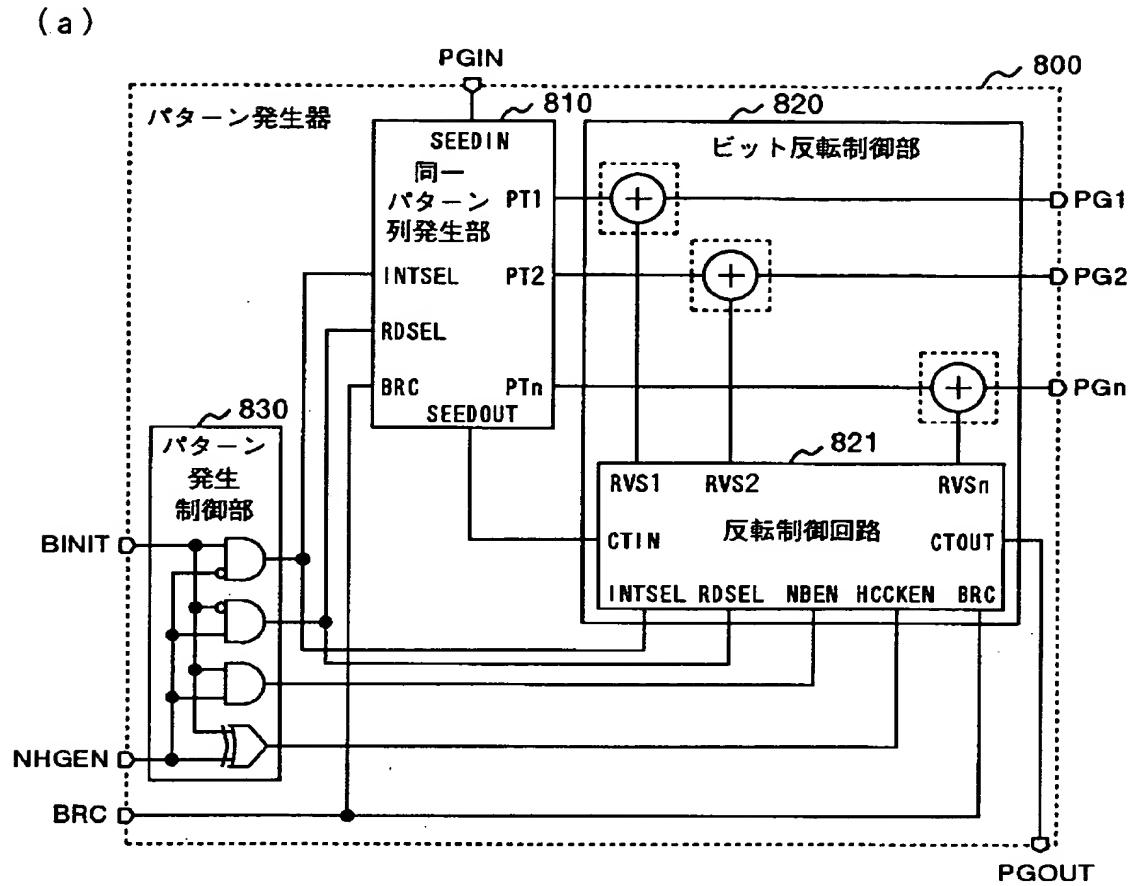 (a)
PGIN
800
パターン発生器
810
820
SEEDIN
ビット反転制御部
同一
パターン
列発生部
PT1
PG1
INTSEL
PT2
PG2
RDSEL
BRC
PTn
PGn
SEEDOUT
830
パターン
発生
制御部
821
RVS1
RVS2
RVSn
反転制御回路
BINIT
CTIN
CTOUT
INTSEL
RDSEL
NBEN
HCCKEN
BRC
NHGEN
BRC
PGOUT